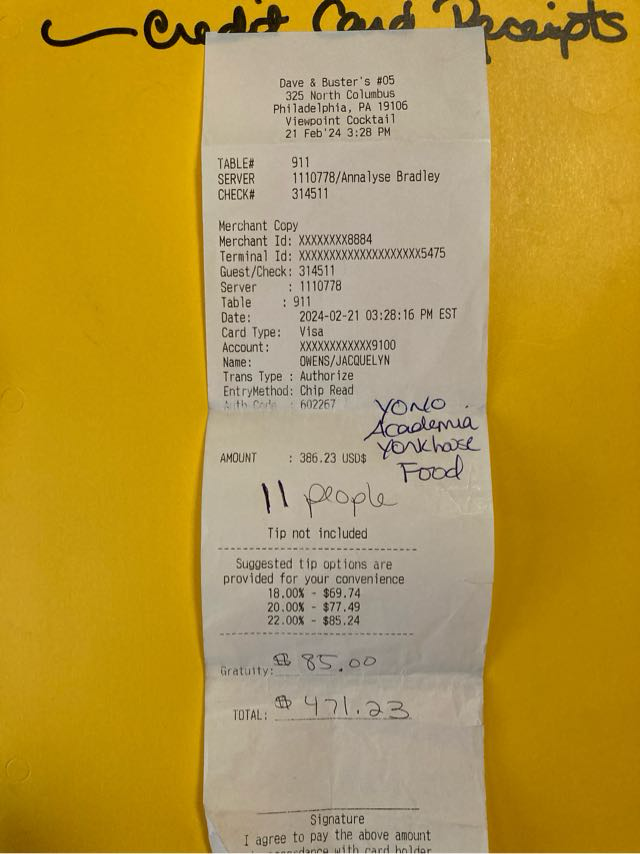 Credit Card Receipts
Dave & Buster's #05
325 North Columbus
Philadelphia, PA 19106
Viewpoint Cocktail
21 Feb'24 3:28 PM
TABLE# 911
SERVER 1110778/Annalyse Bradley
CHECK# 314511
Merchant Copy
Merchant Id: XXXXXXXX8884
Terminal Id: XXXXXXXXXXXXXXXXXXXX5475
Guest/Check: 314511
Server : 1110778
Table : 911
Date: 2024-02-21 03:28:16 PM EST
Card Type: Visa
Account: XXXXXXXXXXXX9100
Name: OWENS/JACQUELYN
Trans Type : Authorize
EntryMethod: Chip Read
Auth Code : 602267
YONO
Academia
Yorkhouse
Food
AMOUNT : 386.23 USD$
11 people
Tip not included
Suggested tip options are
provided for your convenience
18.00% - $69.74
20.00% - $77.49
22.00% - $85.24
Gratuity: $ 85.00
TOTAL: $ 471.23
Signature
I agree to pay the above amount
in accordance with card holder